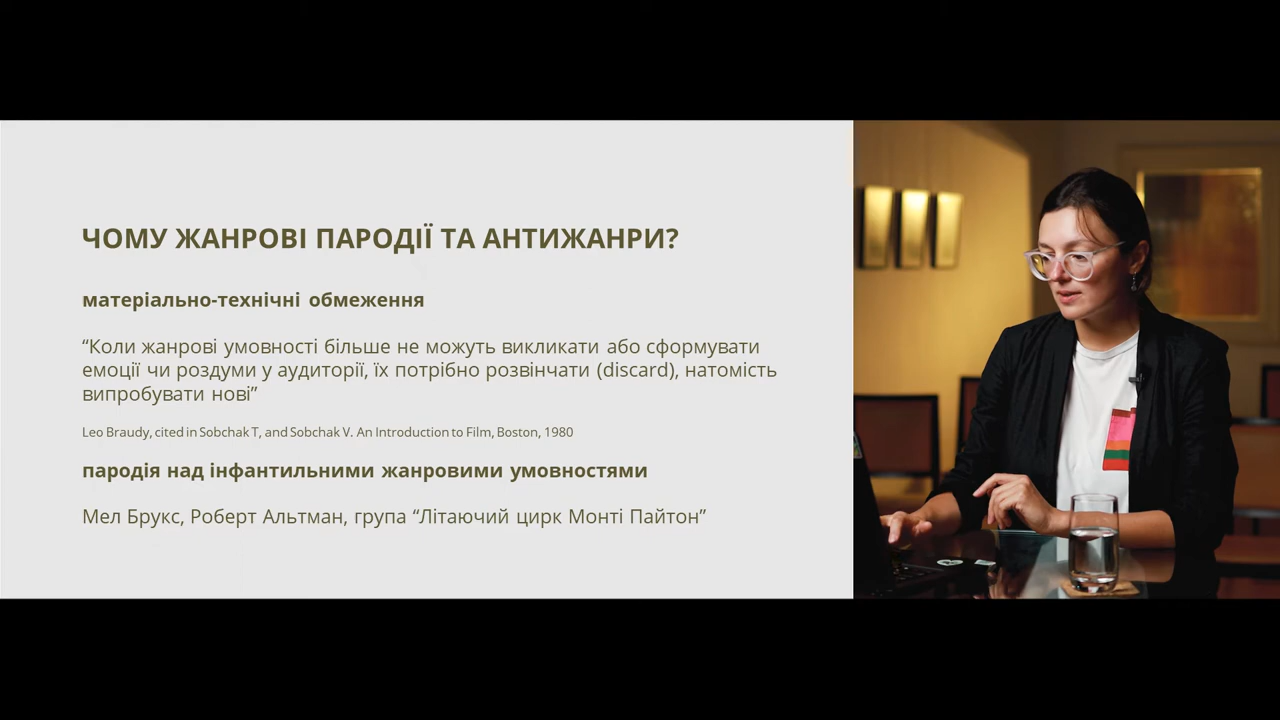 ЧОМУ ЖАНРОВІ ПАРОДІЇ ТА АНТИЖАНРИ?
матеріально-технічні обмеження
“Коли жанрові умовності більше не можуть викликати або сформувати
емоції чи роздуми у аудиторії, їх потрібно розвінчати (discard), натомість
випробувати нові”
Leo Braudy, cited in Sobchak T, and Sobchak V. An Introduction to Film, Boston, 1980
пародія над інфантильними жанровими умовностями
Мел Брукс, Роберт Альтман, група “Літаючий цирк Монті Пайтон”